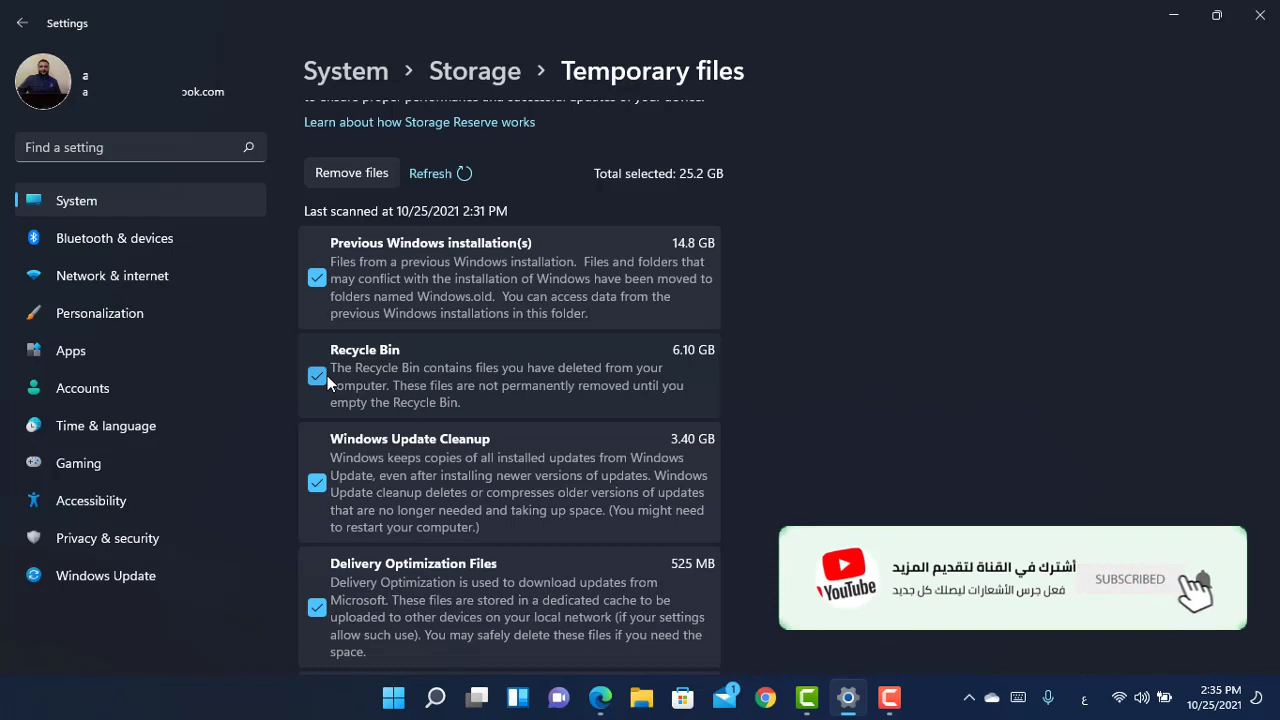 Settings
a
a
ook.com
Find a setting
System
Bluetooth & devices
Network & internet
Personalization
Apps
Accounts
Time & language
Gaming
Accessibility
Privacy & security
Windows Update
System > Storage > Temporary files
to ensure proper performance and successful updates of your device.
Learn about how Storage Reserve works
Remove files Refresh Total selected: 25.2 GB
Last scanned at 10/25/2021 2:31 PM
Previous Windows installation(s) 14.8 GB
Files from a previous Windows installation. Files and folders that
may conflict with the installation of Windows have been moved to
folders named Windows.old. You can access data from the
previous Windows installations in this folder.
Recycle Bin 6.10 GB
The Recycle Bin contains files you have deleted from your
computer. These files are not permanently removed until you
empty the Recycle Bin.
Windows Update Cleanup 3.40 GB
Windows keeps copies of all installed updates from Windows
Update, even after installing newer versions of updates. Windows
Update cleanup deletes or compresses older versions of updates
that are no longer needed and taking up space. (You might need
to restart your computer.)
Delivery Optimization Files 525 MB
Delivery Optimization is used to download updates from
Microsoft. These files are stored in a dedicated cache to be
uploaded to other devices on your local network (if your settings
allow such use). You may safely delete these files if you need the
space.
YouTube
أشترك في القناة لتقديم المزيد
فعل جرس الأشعارات ليصلك كل جديد
SUBSCRIBED
1
ع
2:35 PM
10/25/2021